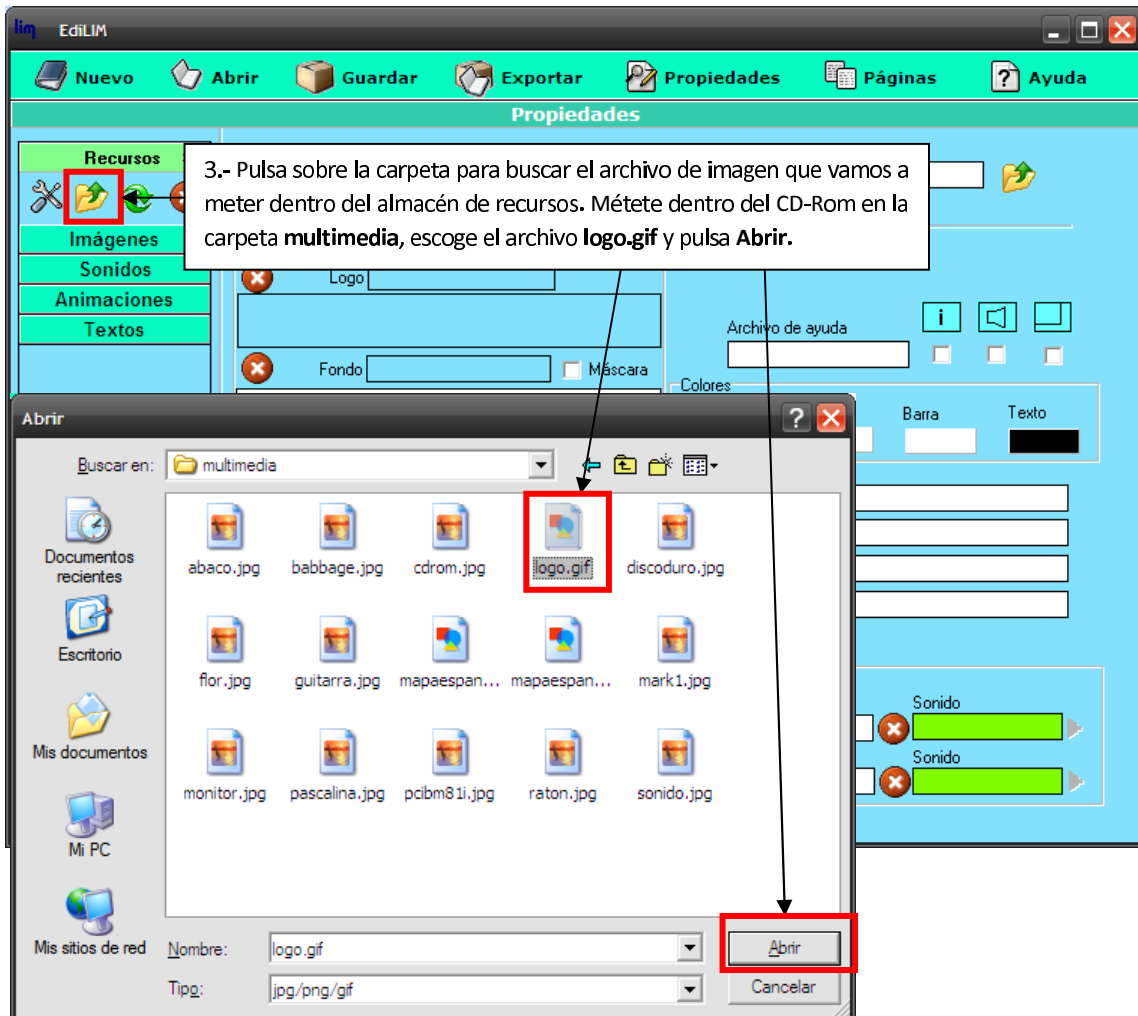 lim EdiLIM
Nuevo Abrir Guardar Exportar Propiedades Páginas Ayuda
Propiedades
Recursos
3.- Pulsa sobre la carpeta para buscar el archivo de imagen que vamos a
meter dentro del almacén de recursos. Métete dentro del CD-Rom en la
carpeta multimedia, escoge el archivo logo.gif y pulsa Abrir.
Imágenes
Sonidos
Animaciones
Textos
Logo
Archivo de ayuda
i
Fondo
Máscara
Colores
Barra
Texto
Abrir
?
Buscar en:
multimedia
Documentos
recientes
Escritorio
Mis documentos
Mi PC
Mis sitios de red
abaco.jpg babbage.jpg cdrom.jpg logo.gif discoduro.jpg
flor.jpg guitarra.jpg mapaespan... mapaespan... mark1.jpg
monitor.jpg pascalina.jpg pcibm81i.jpg raton.jpg sonido.jpg
Sonido
Sonido
Nombre: logo.gif
Abrir
Tipo: jpg/png/gif
Cancelar